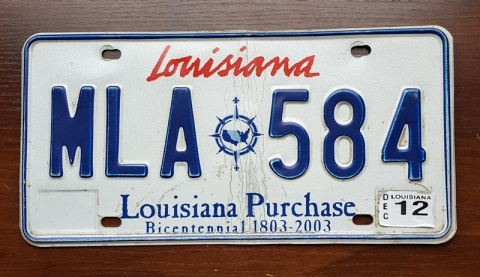 Louisiana
MLA 584
Louisiana Purchase
Bicentennial 1803-2003
DEC
LOUISIANA
12